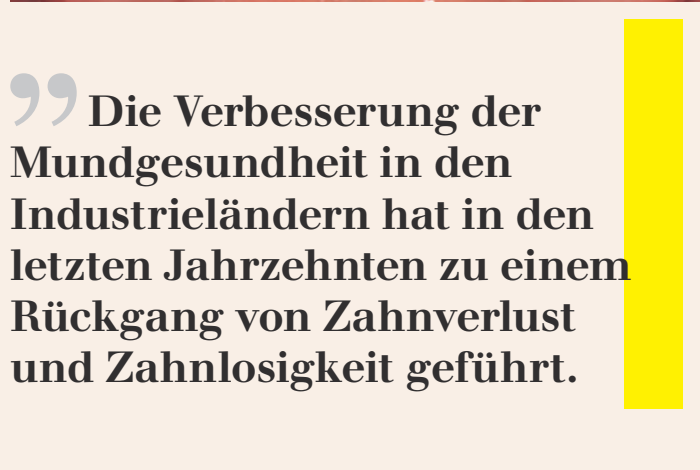 ” Die Verbesserung der
Mundgesundheit in den
Industrieländern hat in den
letzten Jahrzehnten zu einem
Rückgang von Zahnverlust
und Zahnlosigkeit geführt.